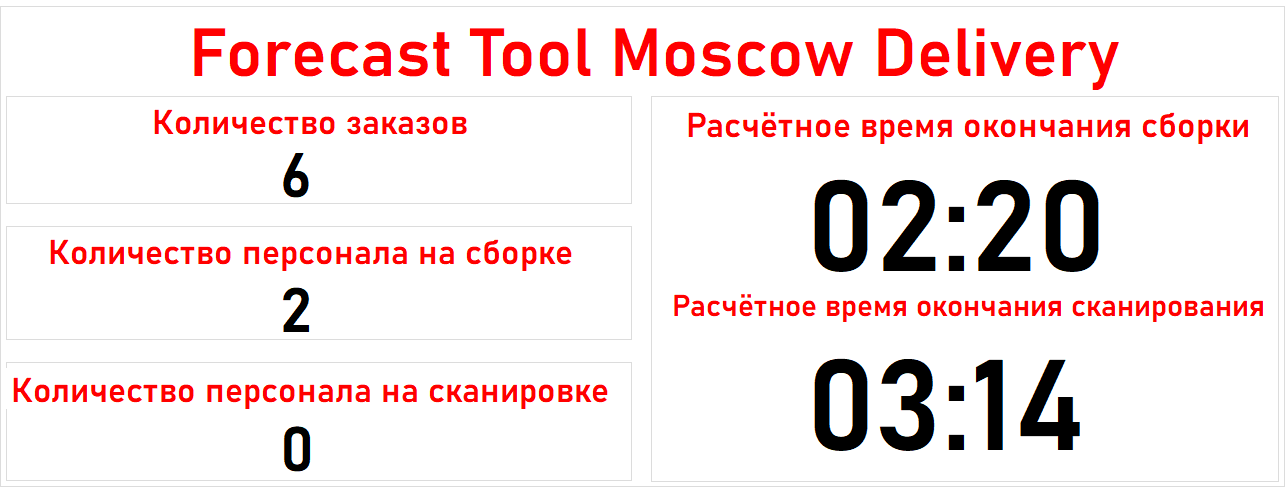 Forecast Tool Moscow Delivery
Количество заказов
6
Количество персонала на сборке
2
Количество персонала на сканировке
0
Расчётное время окончания сборки
02:20
Расчётное время окончания сканирования
03:14